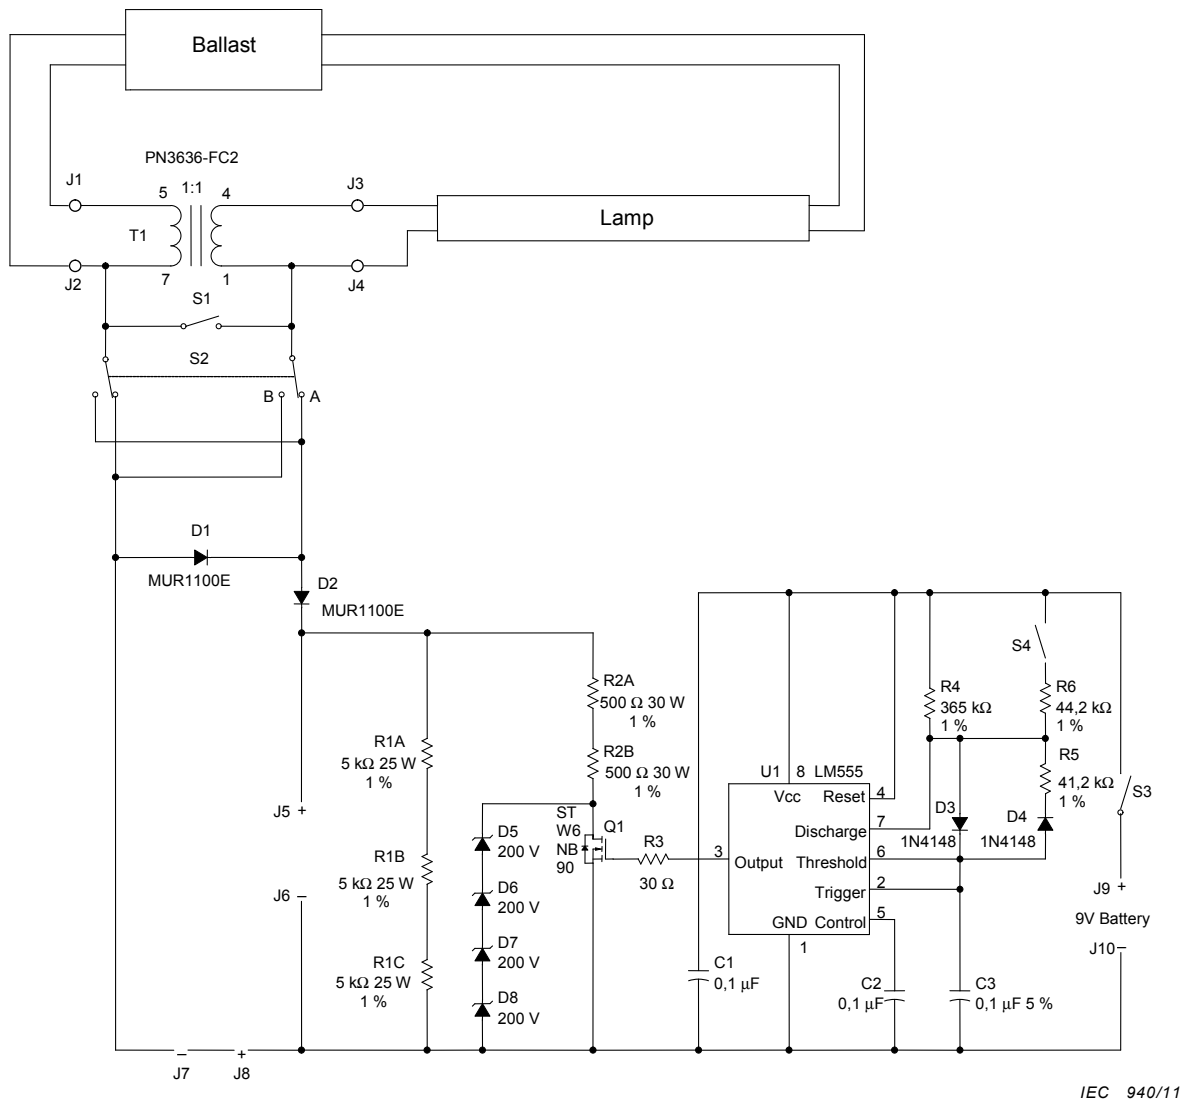 Ballast
PN3636-FC2
J1
5
1:1
4
J3
T1
Lamp
J2
7
1
J4
S1
S2
B
A
D1
MUR1100E
D2
MUR1100E
S4
R2A
500 Ω 30 W
1 %
R4
365 kΩ
1 %
R6
44,2 kΩ
1 %
R1A
5 kΩ 25 W
1 %
R2B
500 Ω 30 W
1 %
U1
8
LM555
R5
41,2 kΩ
1 %
S3
Vcc
Reset
4
J5 +
ST
W6
NB
90
Q1
D3
1N4148
D4
1N4148
Discharge
7
D5
200 V
R3
30 Ω
3
Output
Threshold
6
R1B
5 kΩ 25 W
1 %
J6 –
D6
200 V
Trigger
2
J9 +
9V Battery
J10–
GND
Control
5
1
D7
200 V
R1C
5 kΩ 25 W
1 %
C1
0,1 µF
C2
0,1 µF
C3
0,1 µF 5 %
D8
200 V
–
+
J7
J8
IEC 940/11